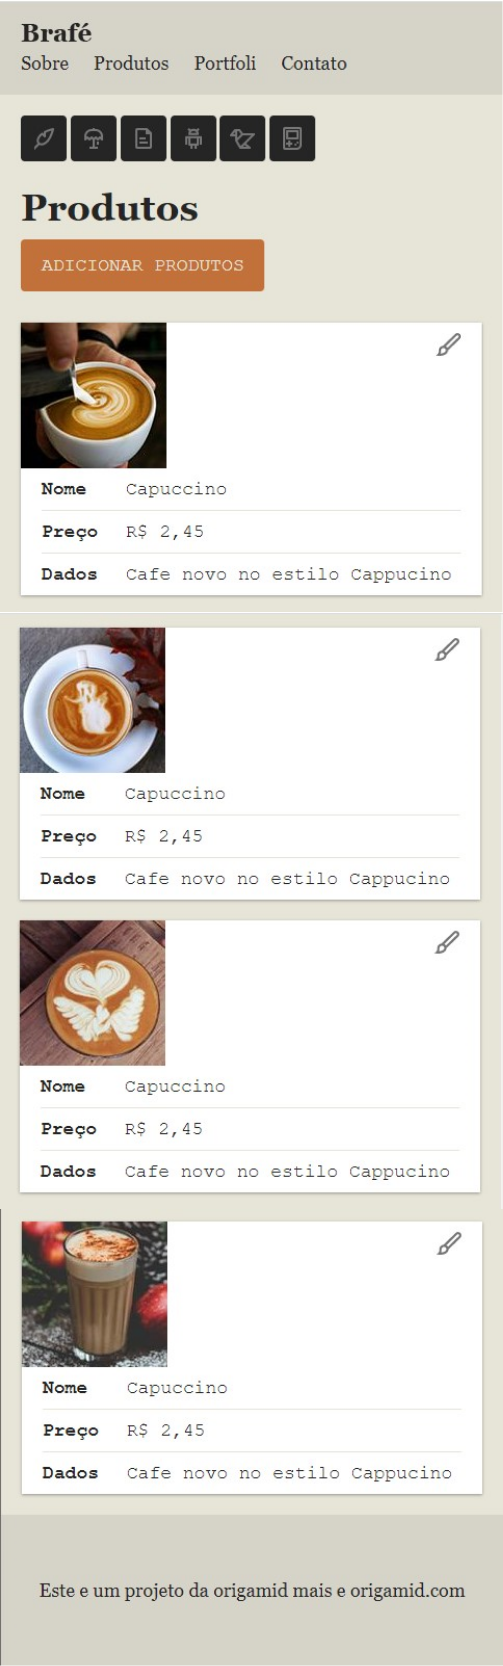 Brafé
Sobre Produtos Portfoli Contato
Produtos
ADICIONAR PRODUTOS
Nome Capuccino
Preço R$ 2,45
Dados Cafe novo no estilo Cappucino
Nome Capuccino
Preço R$ 2,45
Dados Cafe novo no estilo Cappucino
Nome Capuccino
Preço R$ 2,45
Dados Cafe novo no estilo Cappucino
Nome Capuccino
Preço R$ 2,45
Dados Cafe novo no estilo Cappucino
Este e um projeto da origamid mais e origamid.com